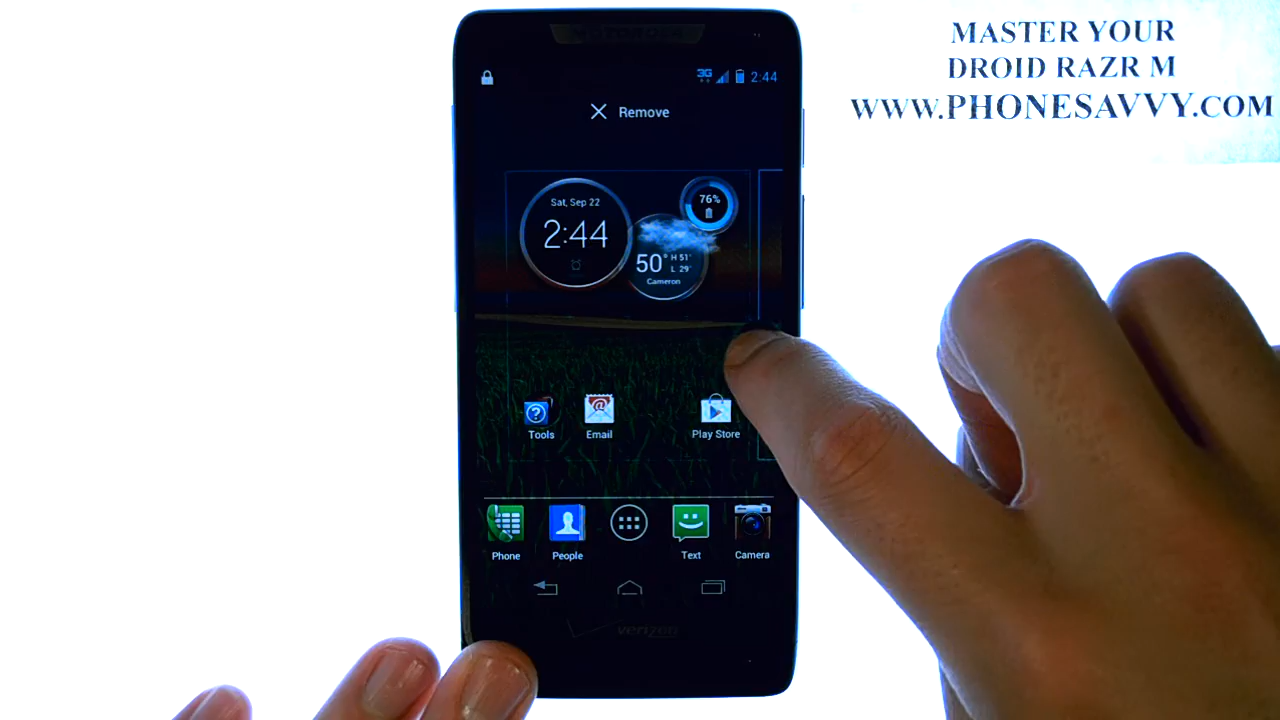 MASTER YOUR
DROID RAZR M
WWW.PHONESAVVY.COM
3G 2:44
Remove
Sat, Sep 22
2:44
76%
50° H 51°
L 29°
Cameron
Tools Email Play Store
Phone People Text Camera
verizon